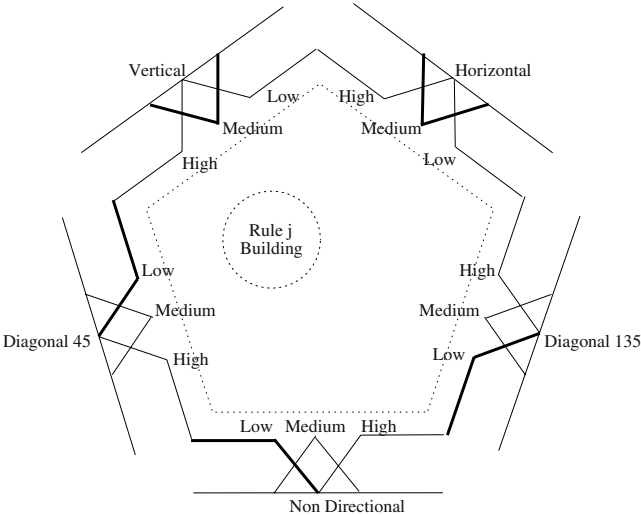 Vertical
Horizontal
Low
High
Medium
Medium
High
Low
Rule j
Building
Low
High
Medium
Medium
Diagonal 45
Diagonal 135
High
Low
Low
Medium
High
Non Directional